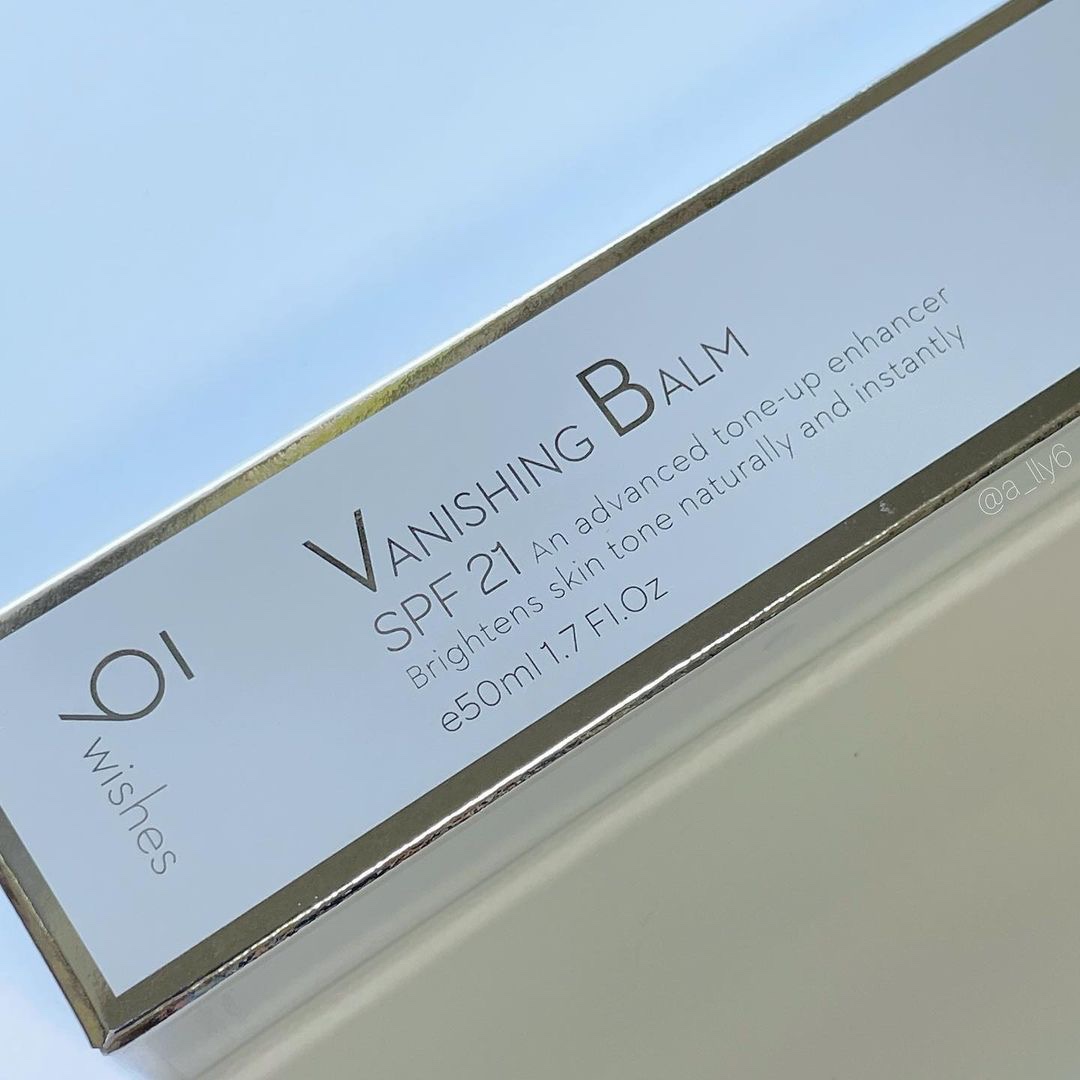 9
wishes
VANISHING BALM
SPF 21 An advanced tone-up enhancer
Brightens skin tone naturally and instantly
e50ml 1.7 Fl.Oz
@a_lly6